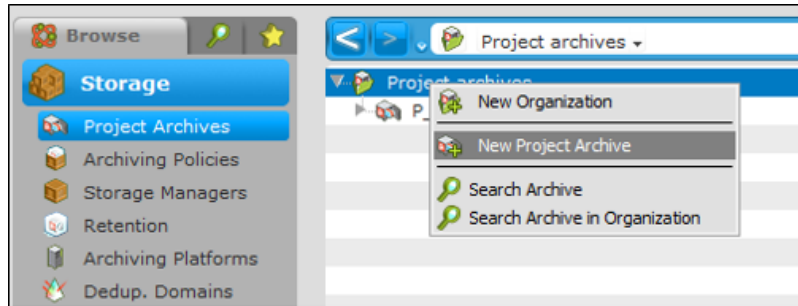 Browse
Project archives
Storage
Project archives
Project Archives
P_
New Organization
New Project Archive
Search Archive
Search Archive in Organization
Archiving Policies
Storage Managers
Retention
Archiving Platforms
Dedup. Domains